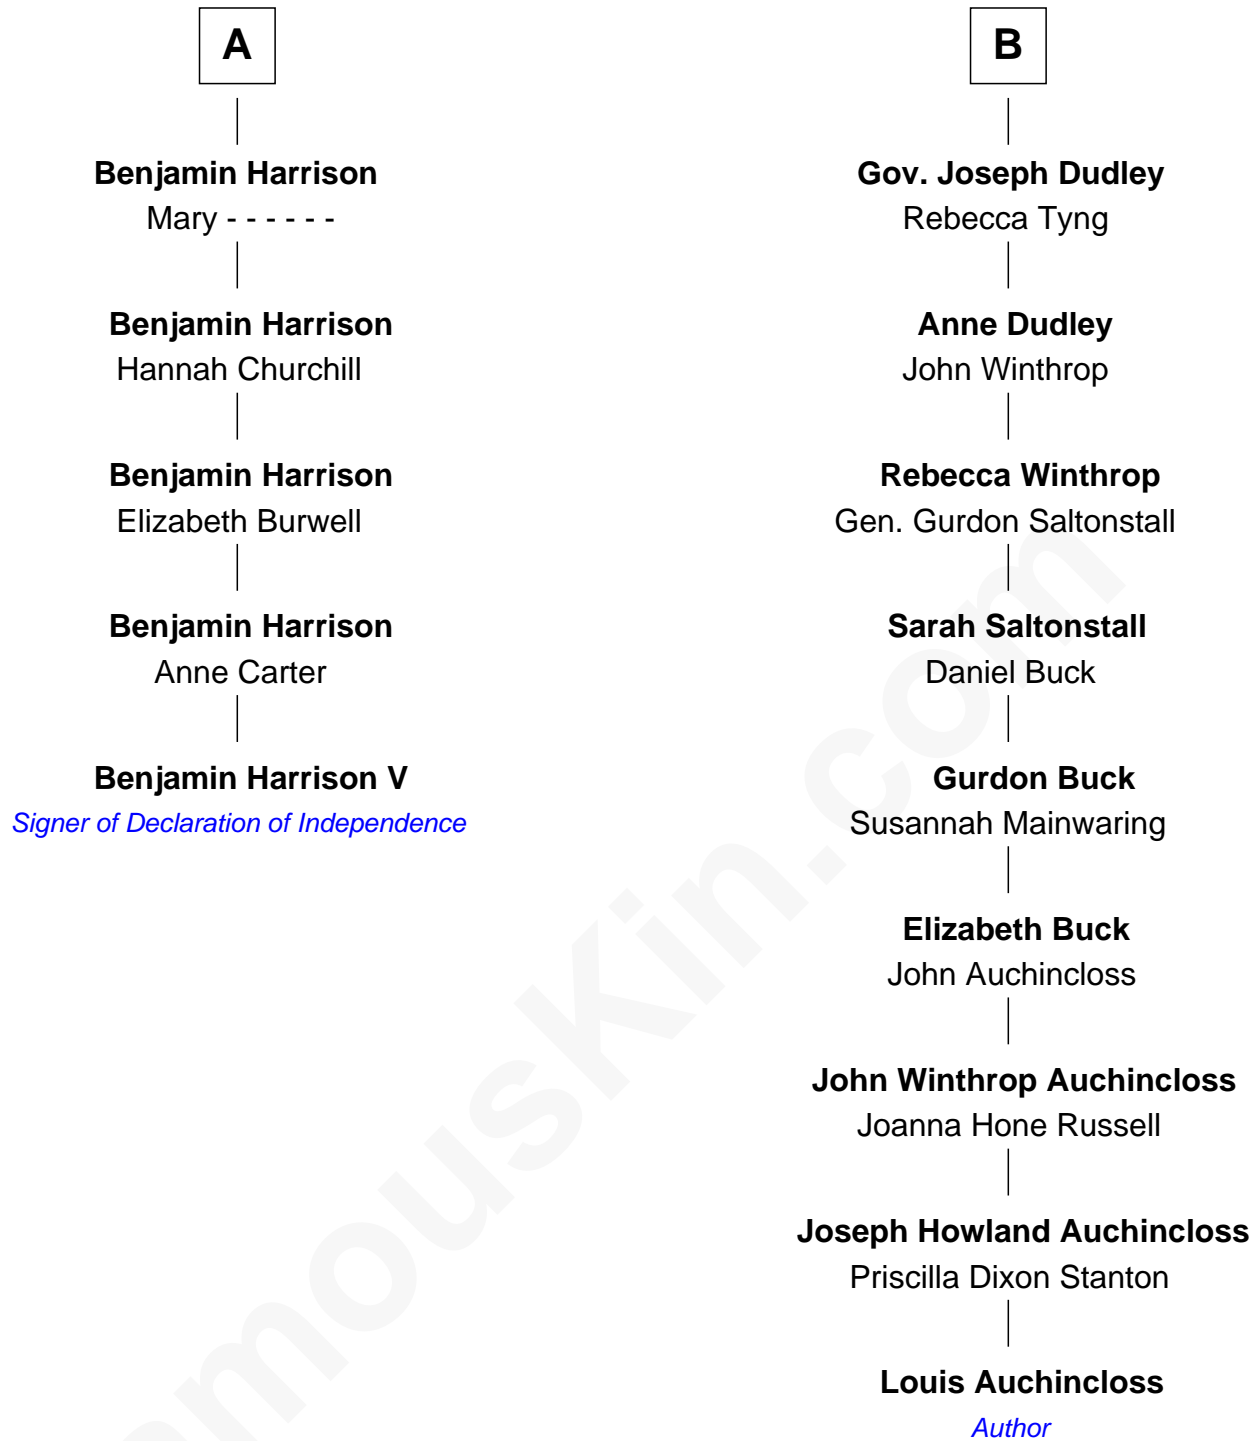 A
Benjamin Harrison
Mary - - - - - -
Benjamin Harrison
Hannah Churchill
Benjamin Harrison
Elizabeth Burwell
Benjamin Harrison
Anne Carter
Benjamin Harrison V
Signer of Declaration of Independence
B
Gov. Joseph Dudley
Rebecca Tyng
Anne Dudley
John Winthrop
Rebecca Winthrop
Gen. Gurdon Saltonstall
Sarah Saltonstall
Daniel Buck
Gurdon Buck
Susannah Mainwaring
Elizabeth Buck
John Auchincloss
John Winthrop Auchincloss
Joanna Hone Russell
Joseph Howland Auchincloss
Priscilla Dixon Stanton
Louis Auchincloss
Author
amousKin.com